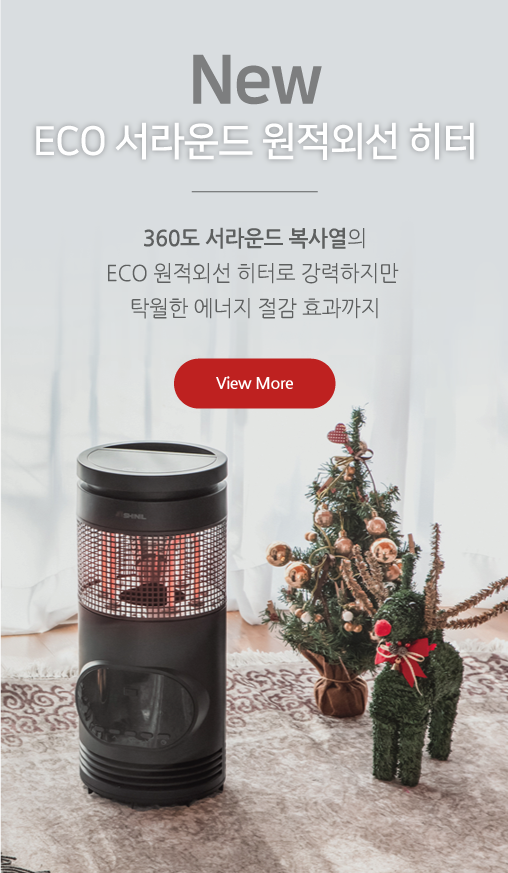 New
ECO 서라운드 원적외선 히터
360도 서라운드 복사열의
ECO 원적외선 히터로 강력하지만
탁월한 에너지 절감 효과까지
View More